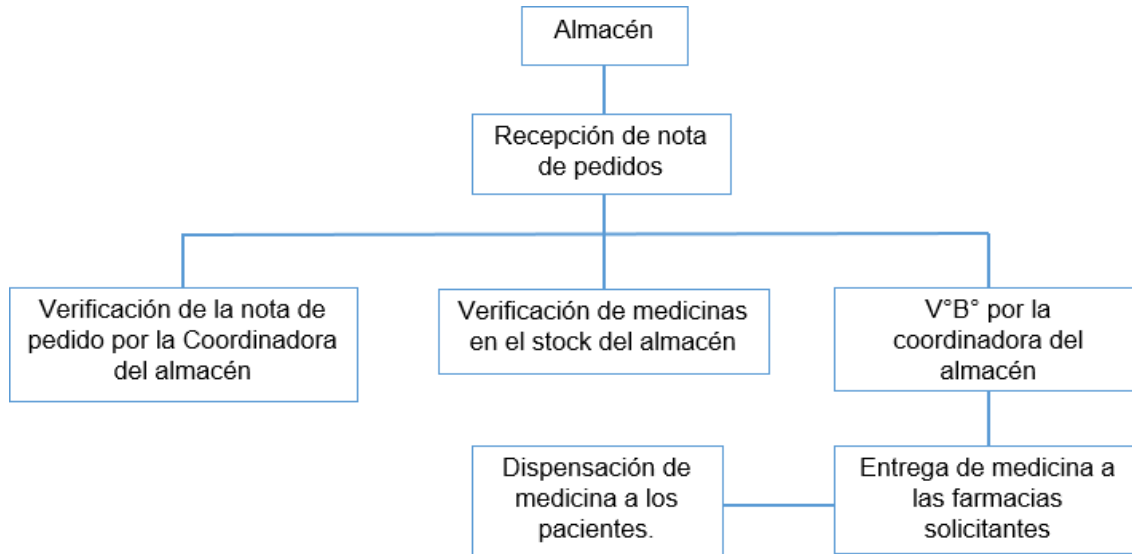 Almacén
Recepción de nota
de pedidos
Verificación de la nota de
pedido por la Coordinadora
del almacén
Verificación de medicinas
en el stock del almacén
V°B° por la
coordinadora del
almacén
Dispensación de
medicina a los
pacientes.
Entrega de medicina a
las farmacias
solicitantes